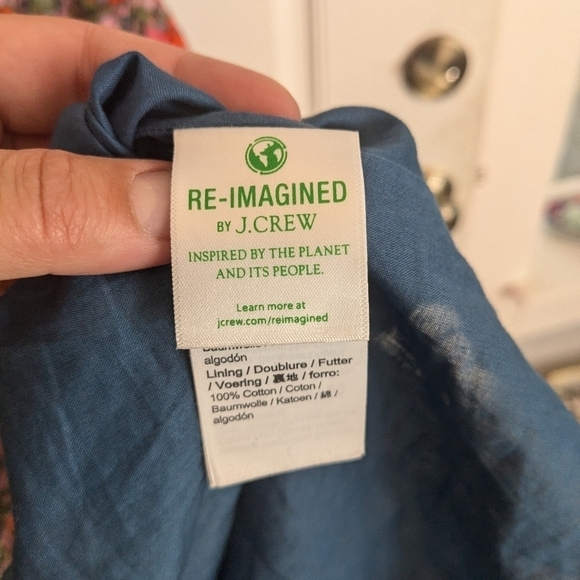 RE-IMAGINED
BY J.CREW
INSPIRED BY THE PLANET
AND ITS PEOPLE.
Learn more at
jcrew.com/reimagined
algodón
Lining / Doublure / Futter
/ Voering / 裏地 / forro:
100% Cotton / Coton /
Baumwolle / Katoen / 綿 /
algodón